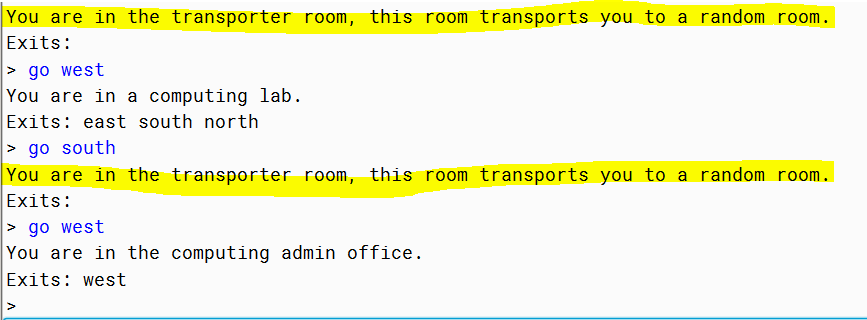 You are in the transporter room, this room transports you to a random room.
Exits:
> go west
You are in a computing lab.
Exits: east south north
> go south
You are in the transporter room, this room transports you to a random room.
Exits:
> go west
You are in the computing admin office.
Exits: west
>